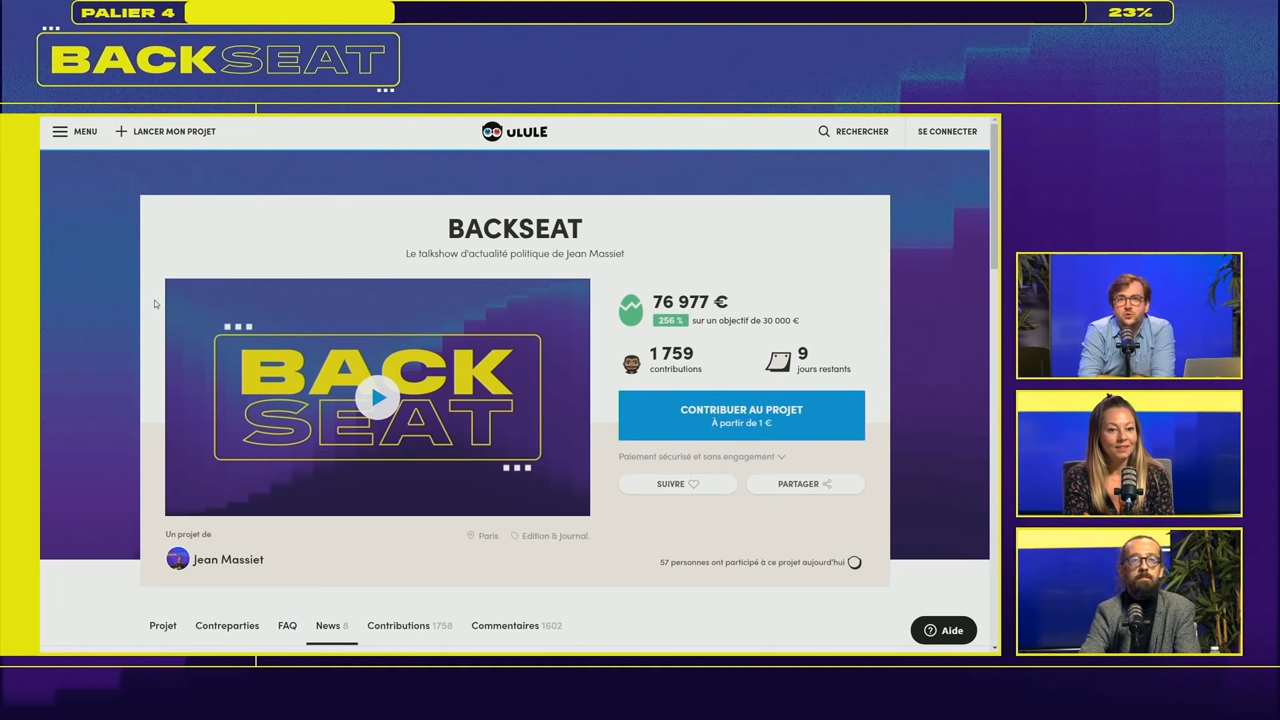 PALIER 4
23%
BACKSEAT
MENU
LANCER MON PROJET
ULULE
RECHERCHER
SE CONNECTER
BACKSEAT
Le talkshow d'actualité politique de Jean Massiet
BACK
SEAT
76 977 €
256 % sur un objectif de 30 000 €
1 759
contributions
9
jours restants
CONTRIBUER AU PROJET
À partir de 1 €
Paiement sécurisé et sans engagement
SUIVRE
PARTAGER
Un projet de
Jean Massiet
Paris
Edition & Journal.
57 personnes ont participé à ce projet aujourd'hui
Projet
Contreparties
FAQ
News 8
Contributions 1758
Commentaires 1602
Aide